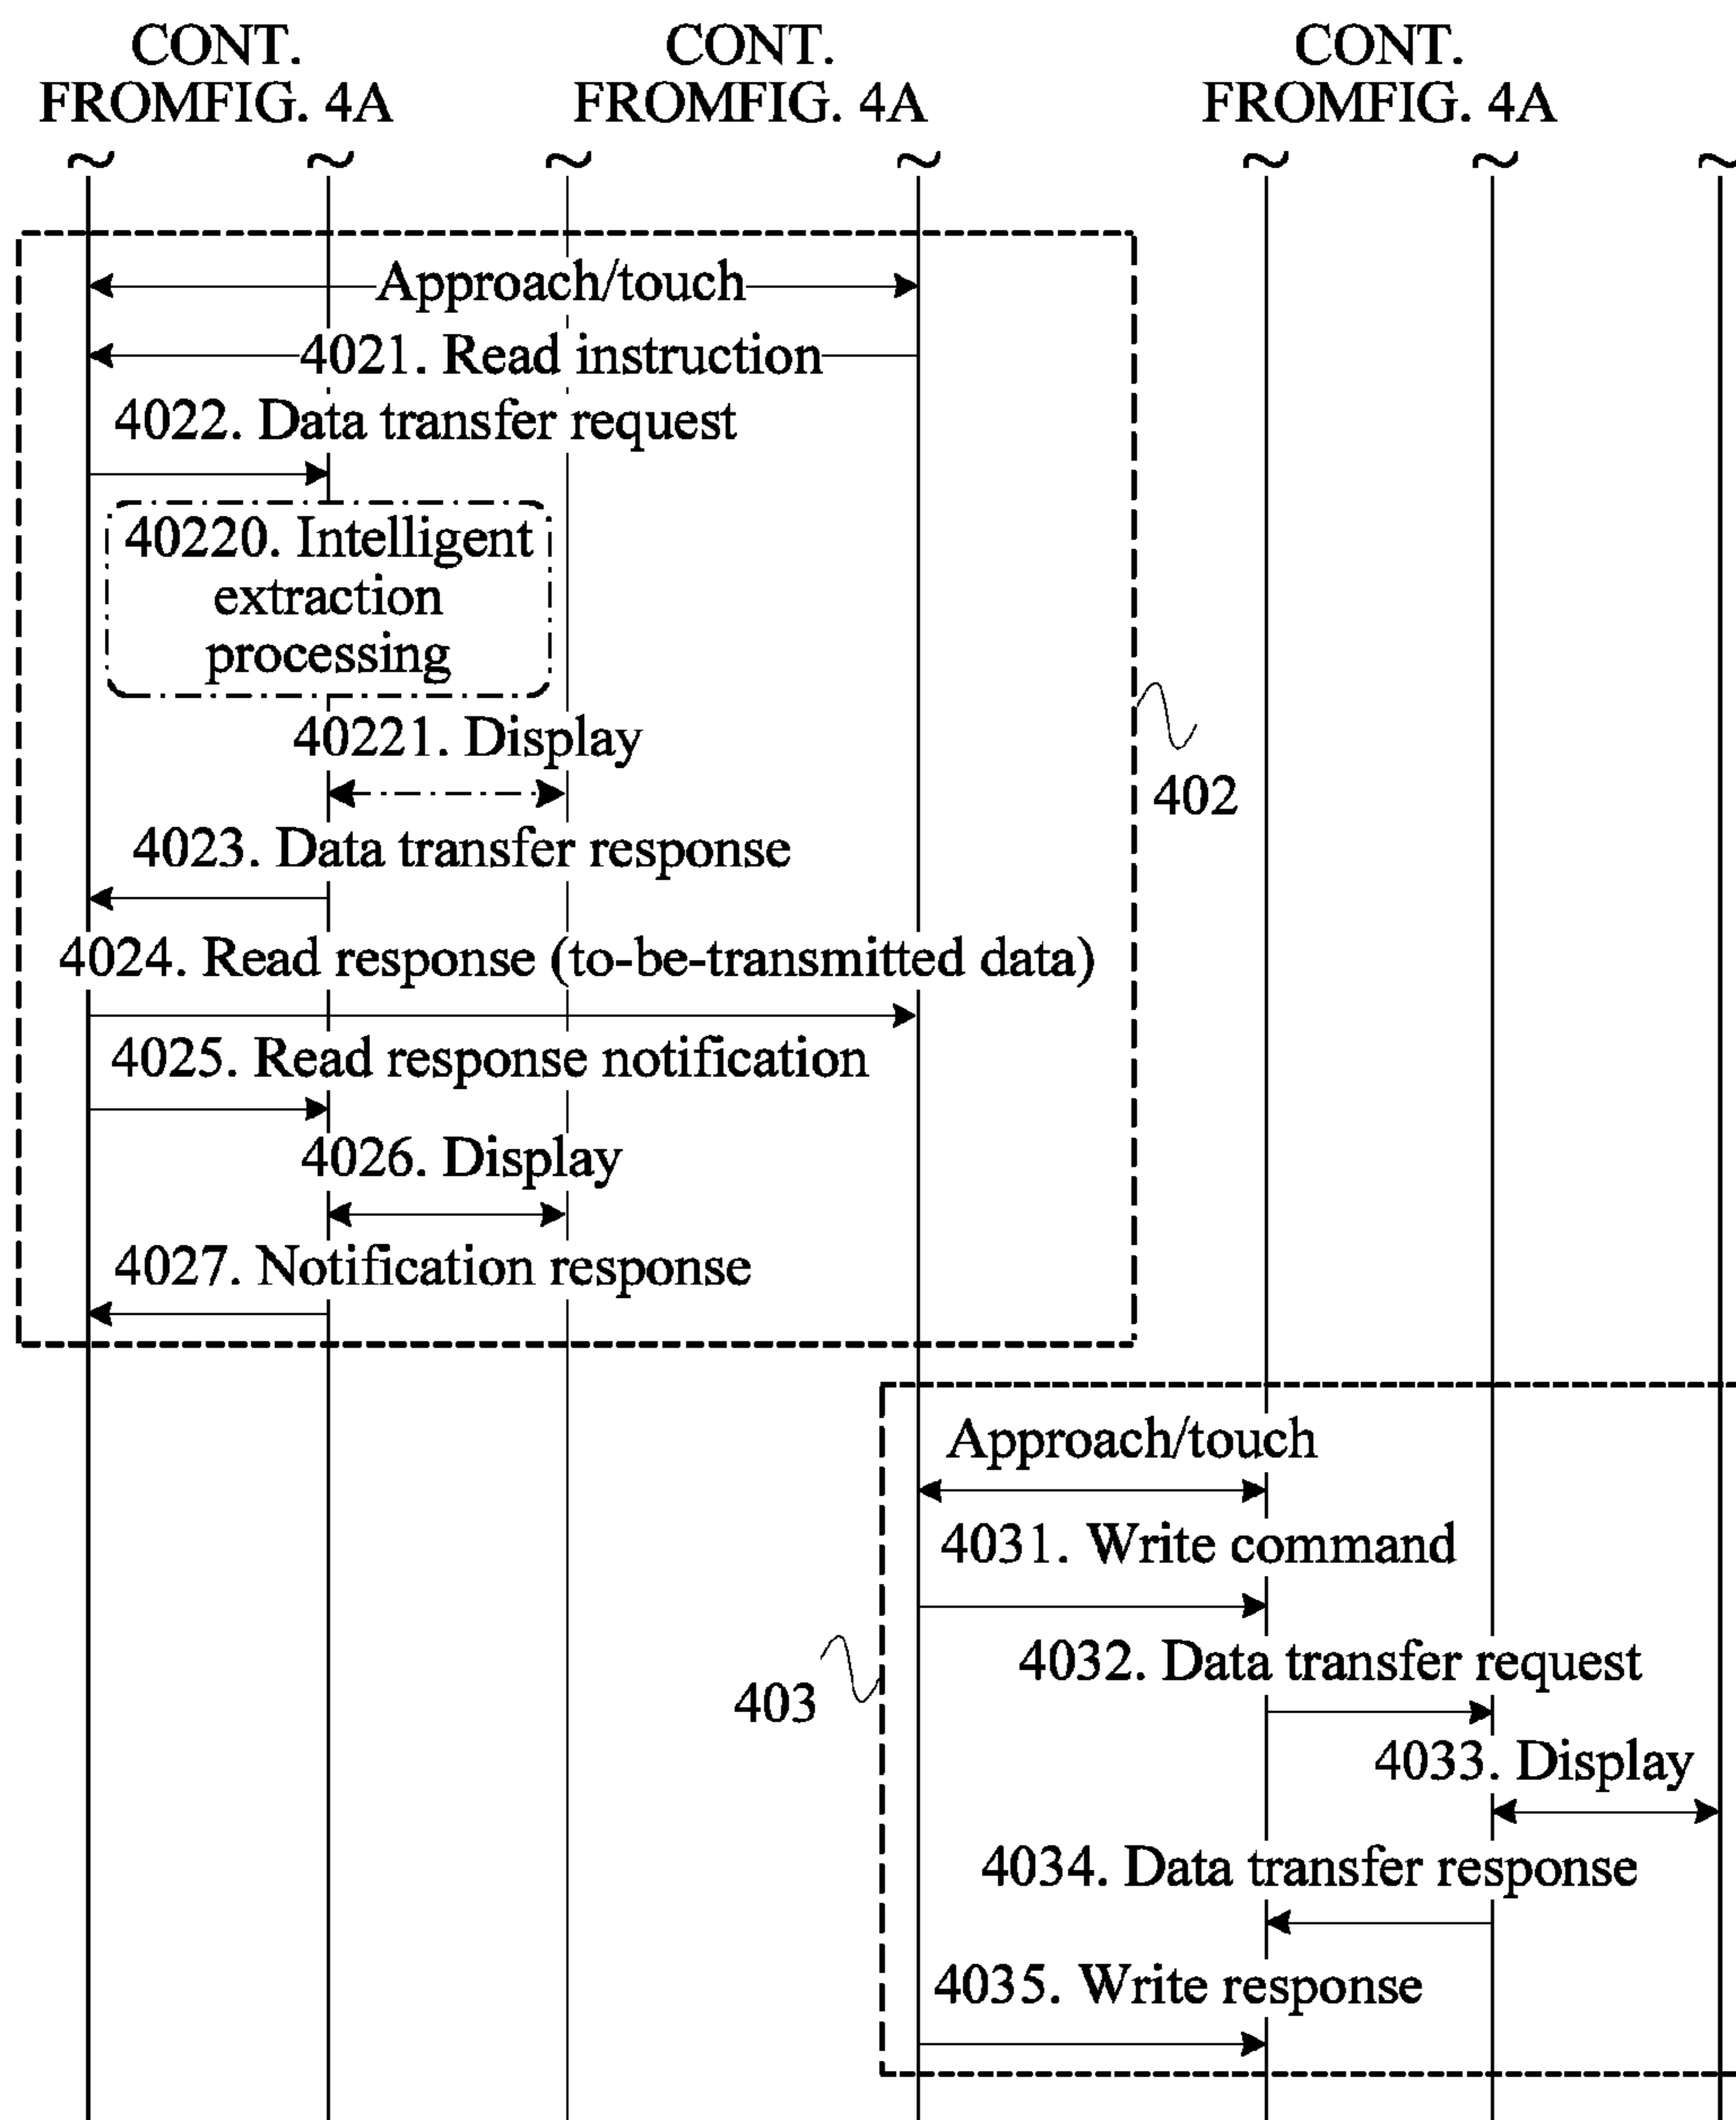 CONT.
FROMFIG. 4A
CONT.
FROMFIG. 4A
CONT.
FROMFIG. 4A
Approach/touch
4021. Read instruction
4022. Data transfer request
40220. Intelligent
extraction
processing
40221. Display
402
4023. Data transfer response
4024. Read response (to-be-transmitted data)
4025. Read response notification
4026. Display
4027. Notification response
Approach/touch
4031. Write command
4032. Data transfer request
403
4033. Display
4034. Data transfer response
4035. Write response